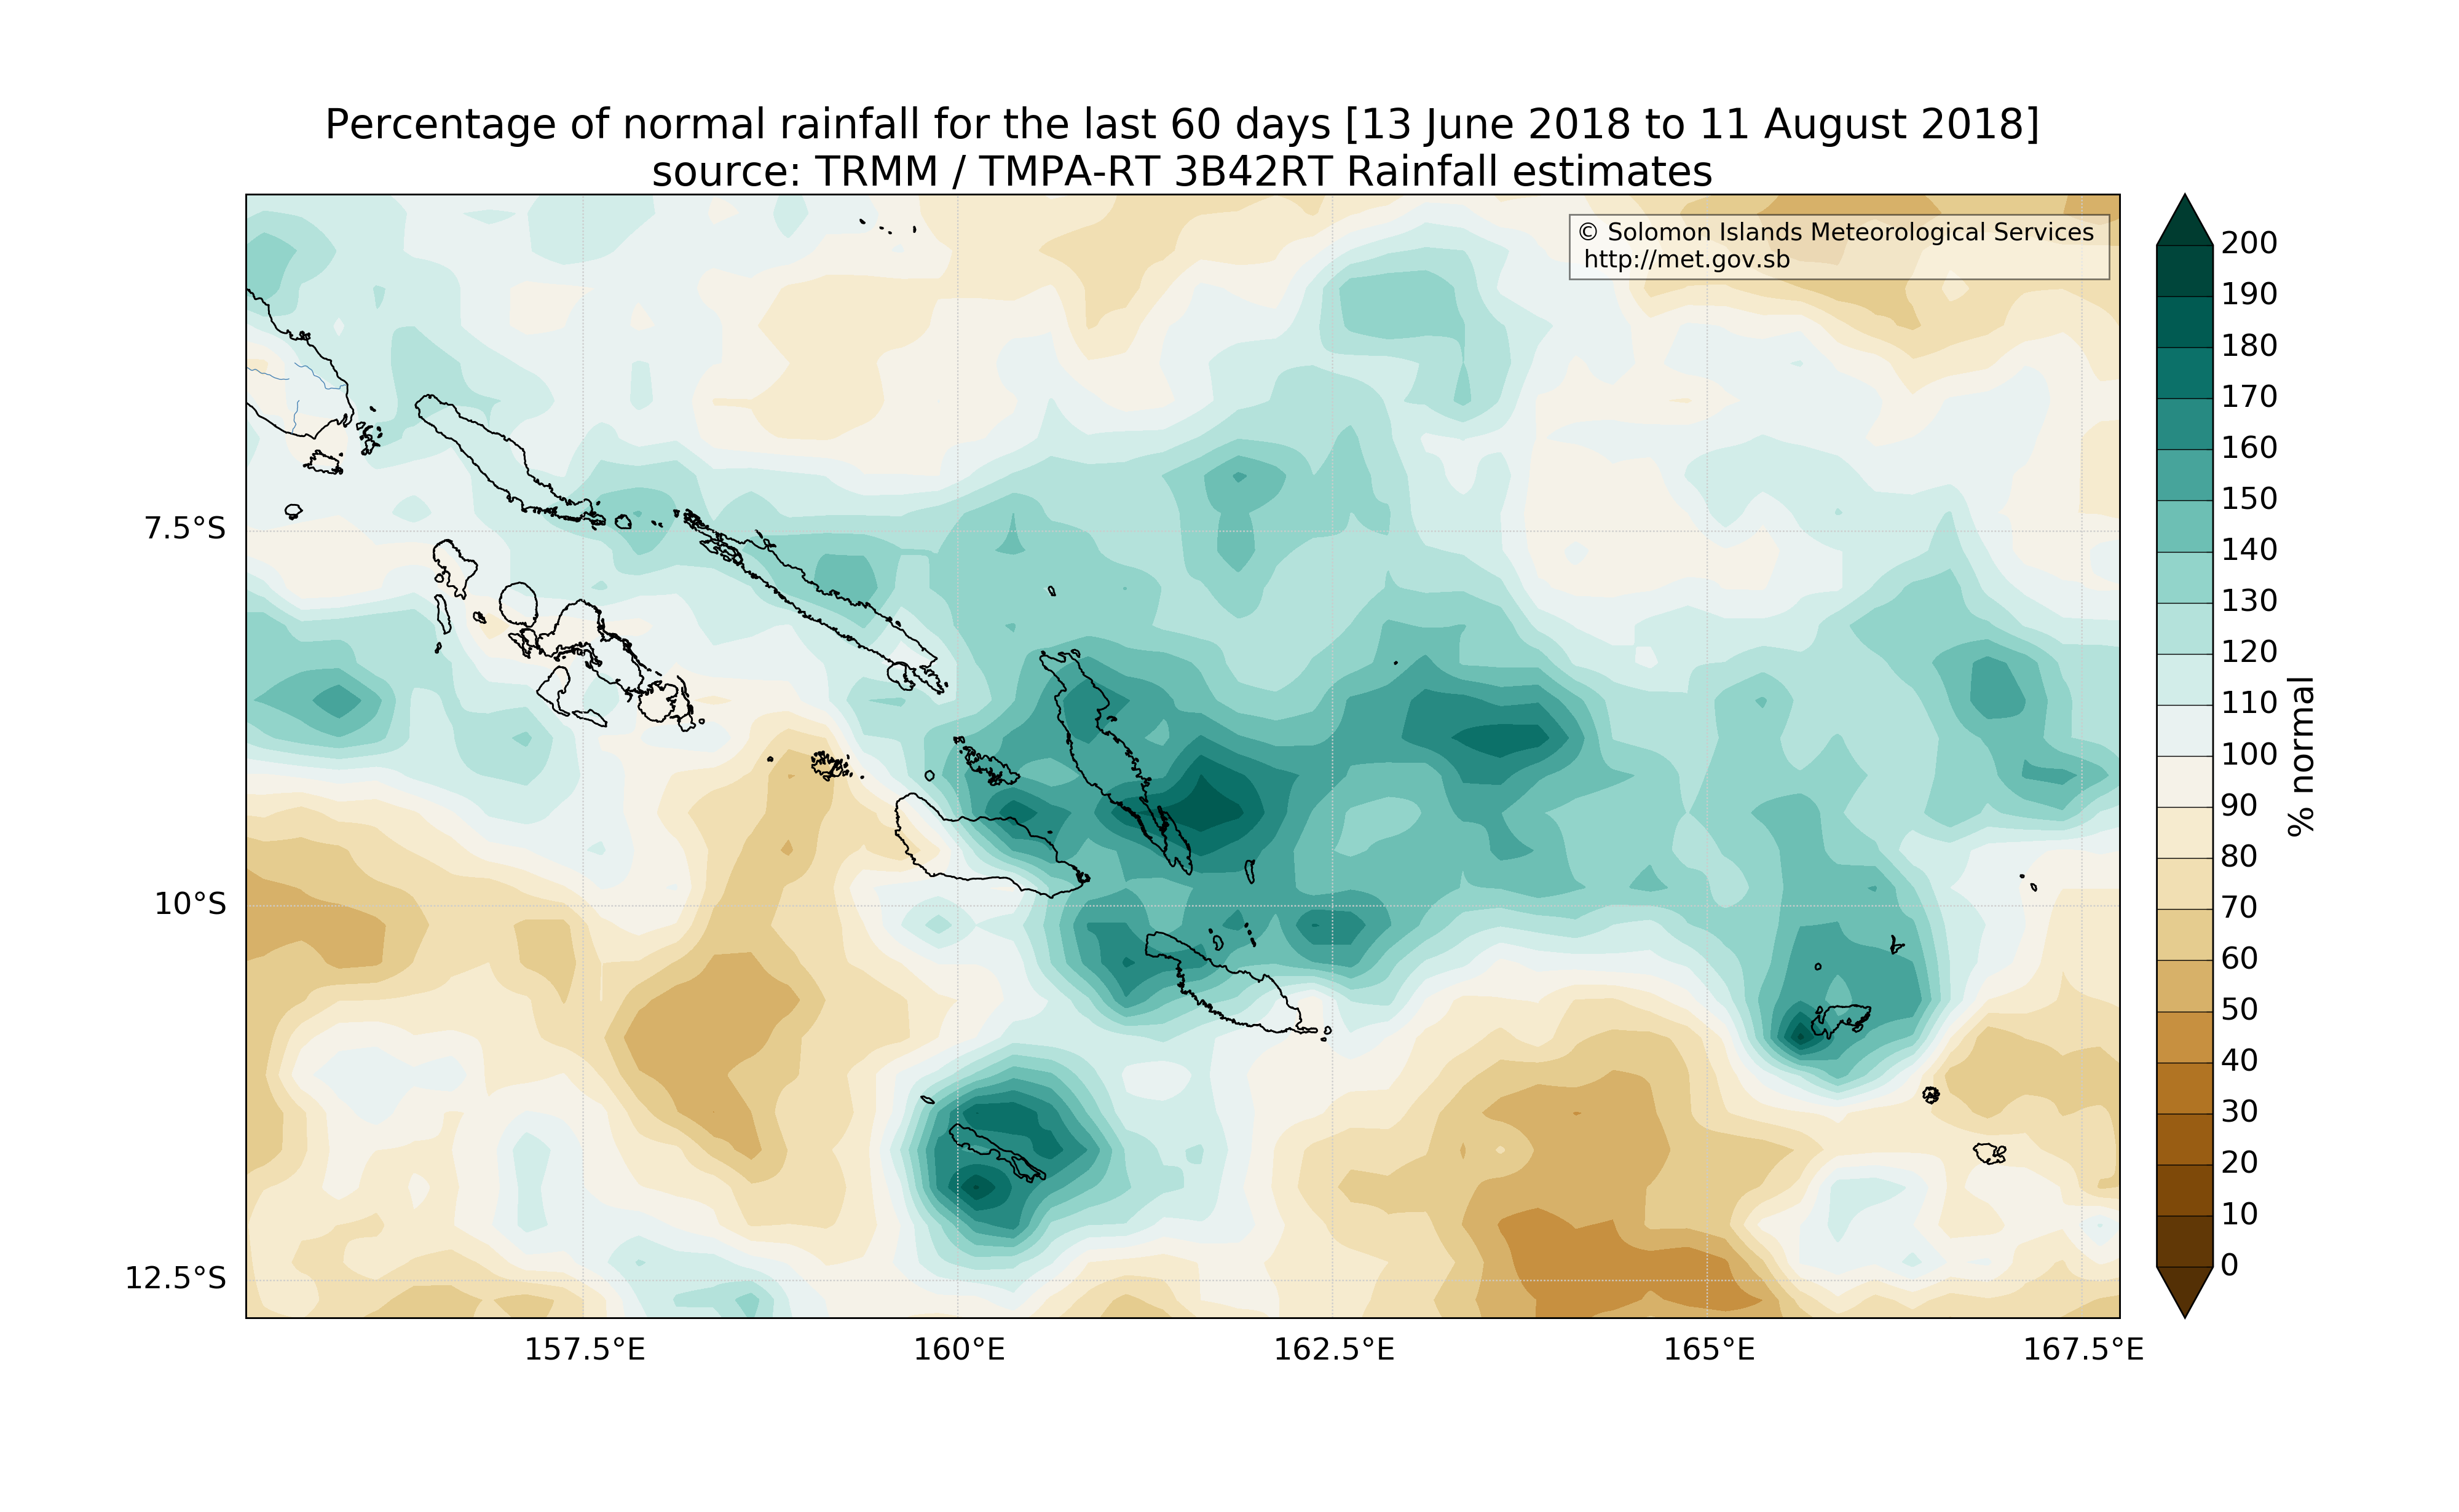 Percentage of normal rainfall for the last 60 days [13 June 2018 to 11 August 2018]
source: TRMM / TMPA-RT 3B42RT Rainfall estimates
© Solomon Islands Meteorological Services
http://met.gov.sb
7.5°S
10°S
12.5°S
157.5°E
160°E
162.5°E
165°E
167.5°E
200
190
180
170
160
150
140
130
120
110
100
90
80
70
60
50
40
30
20
10
0
% normal